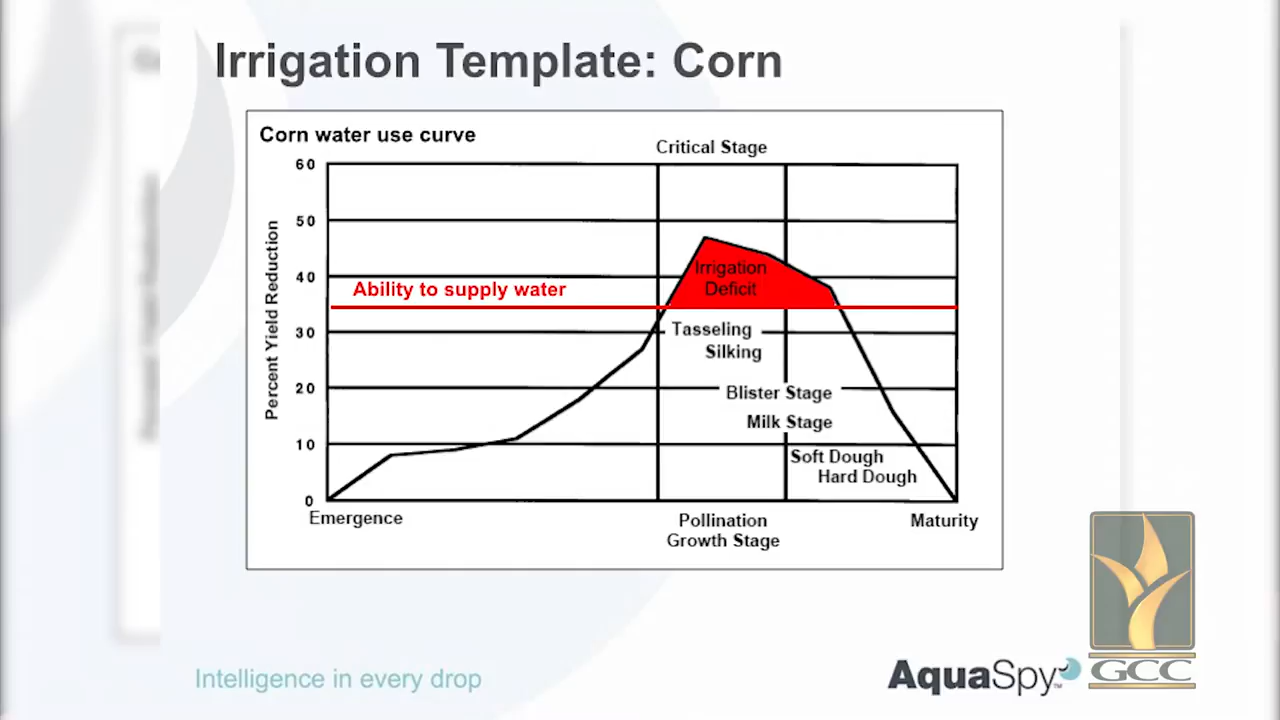 Irrigation Template: Corn
Corn water use curve
Critical Stage
60
50
40
30
20
10
0
Percent Yield Reduction
Ability to supply water
Irrigation
Deficit
Tasseling
Silking
Blister Stage
Milk Stage
Soft Dough
Hard Dough
Emergence
Pollination
Growth Stage
Maturity
Intelligence in every drop
AquaSpy™
GCC